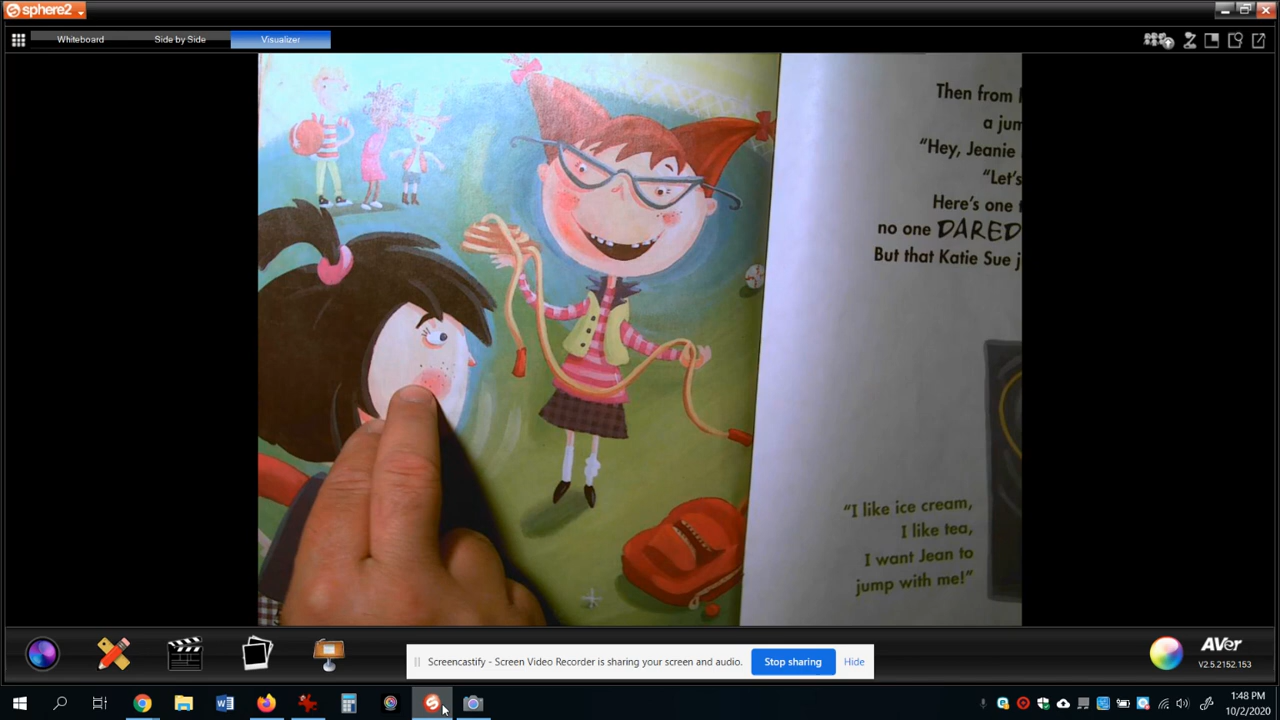 sphere2
Whiteboard
Side by Side
Visualizer
Then from
a jum
"Hey, Jeanie
"Let's
Here's one
no one DARED
But that Katie Sue j
"I like ice cream,
I like tea,
I want Jean to
jump with me!"
Screencastify - Screen Video Recorder is sharing your screen and audio.
Stop sharing
Hide
AVer
V2.5.2152.153
1:48 PM
10/2/2020